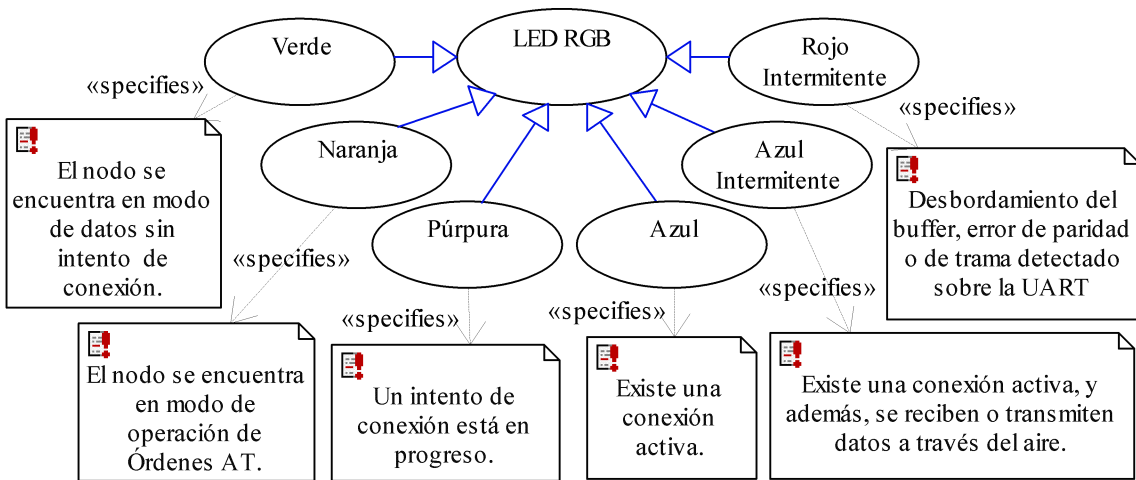 Verde
LED RGB
Rojo
Intermitente
«specifies»
«specifies»
El nodo se
encuentra en modo
de datos sin
intento de
conexión.
Naranja
Azul
Intermitente
Desbordamiento del
buffer, error de paridad
o de trama detectado
sobre la UART
Púrpura
Azul
«specifies»
«specifies»
«specifies»
«specifies»
El nodo se encuentra
en modo de
operación de
Órdenes AT.
Un intento de
conexión está en
progreso.
Existe una
conexión
activa.
Existe una conexión activa, y
además, se reciben o transmiten
datos a través del aire.